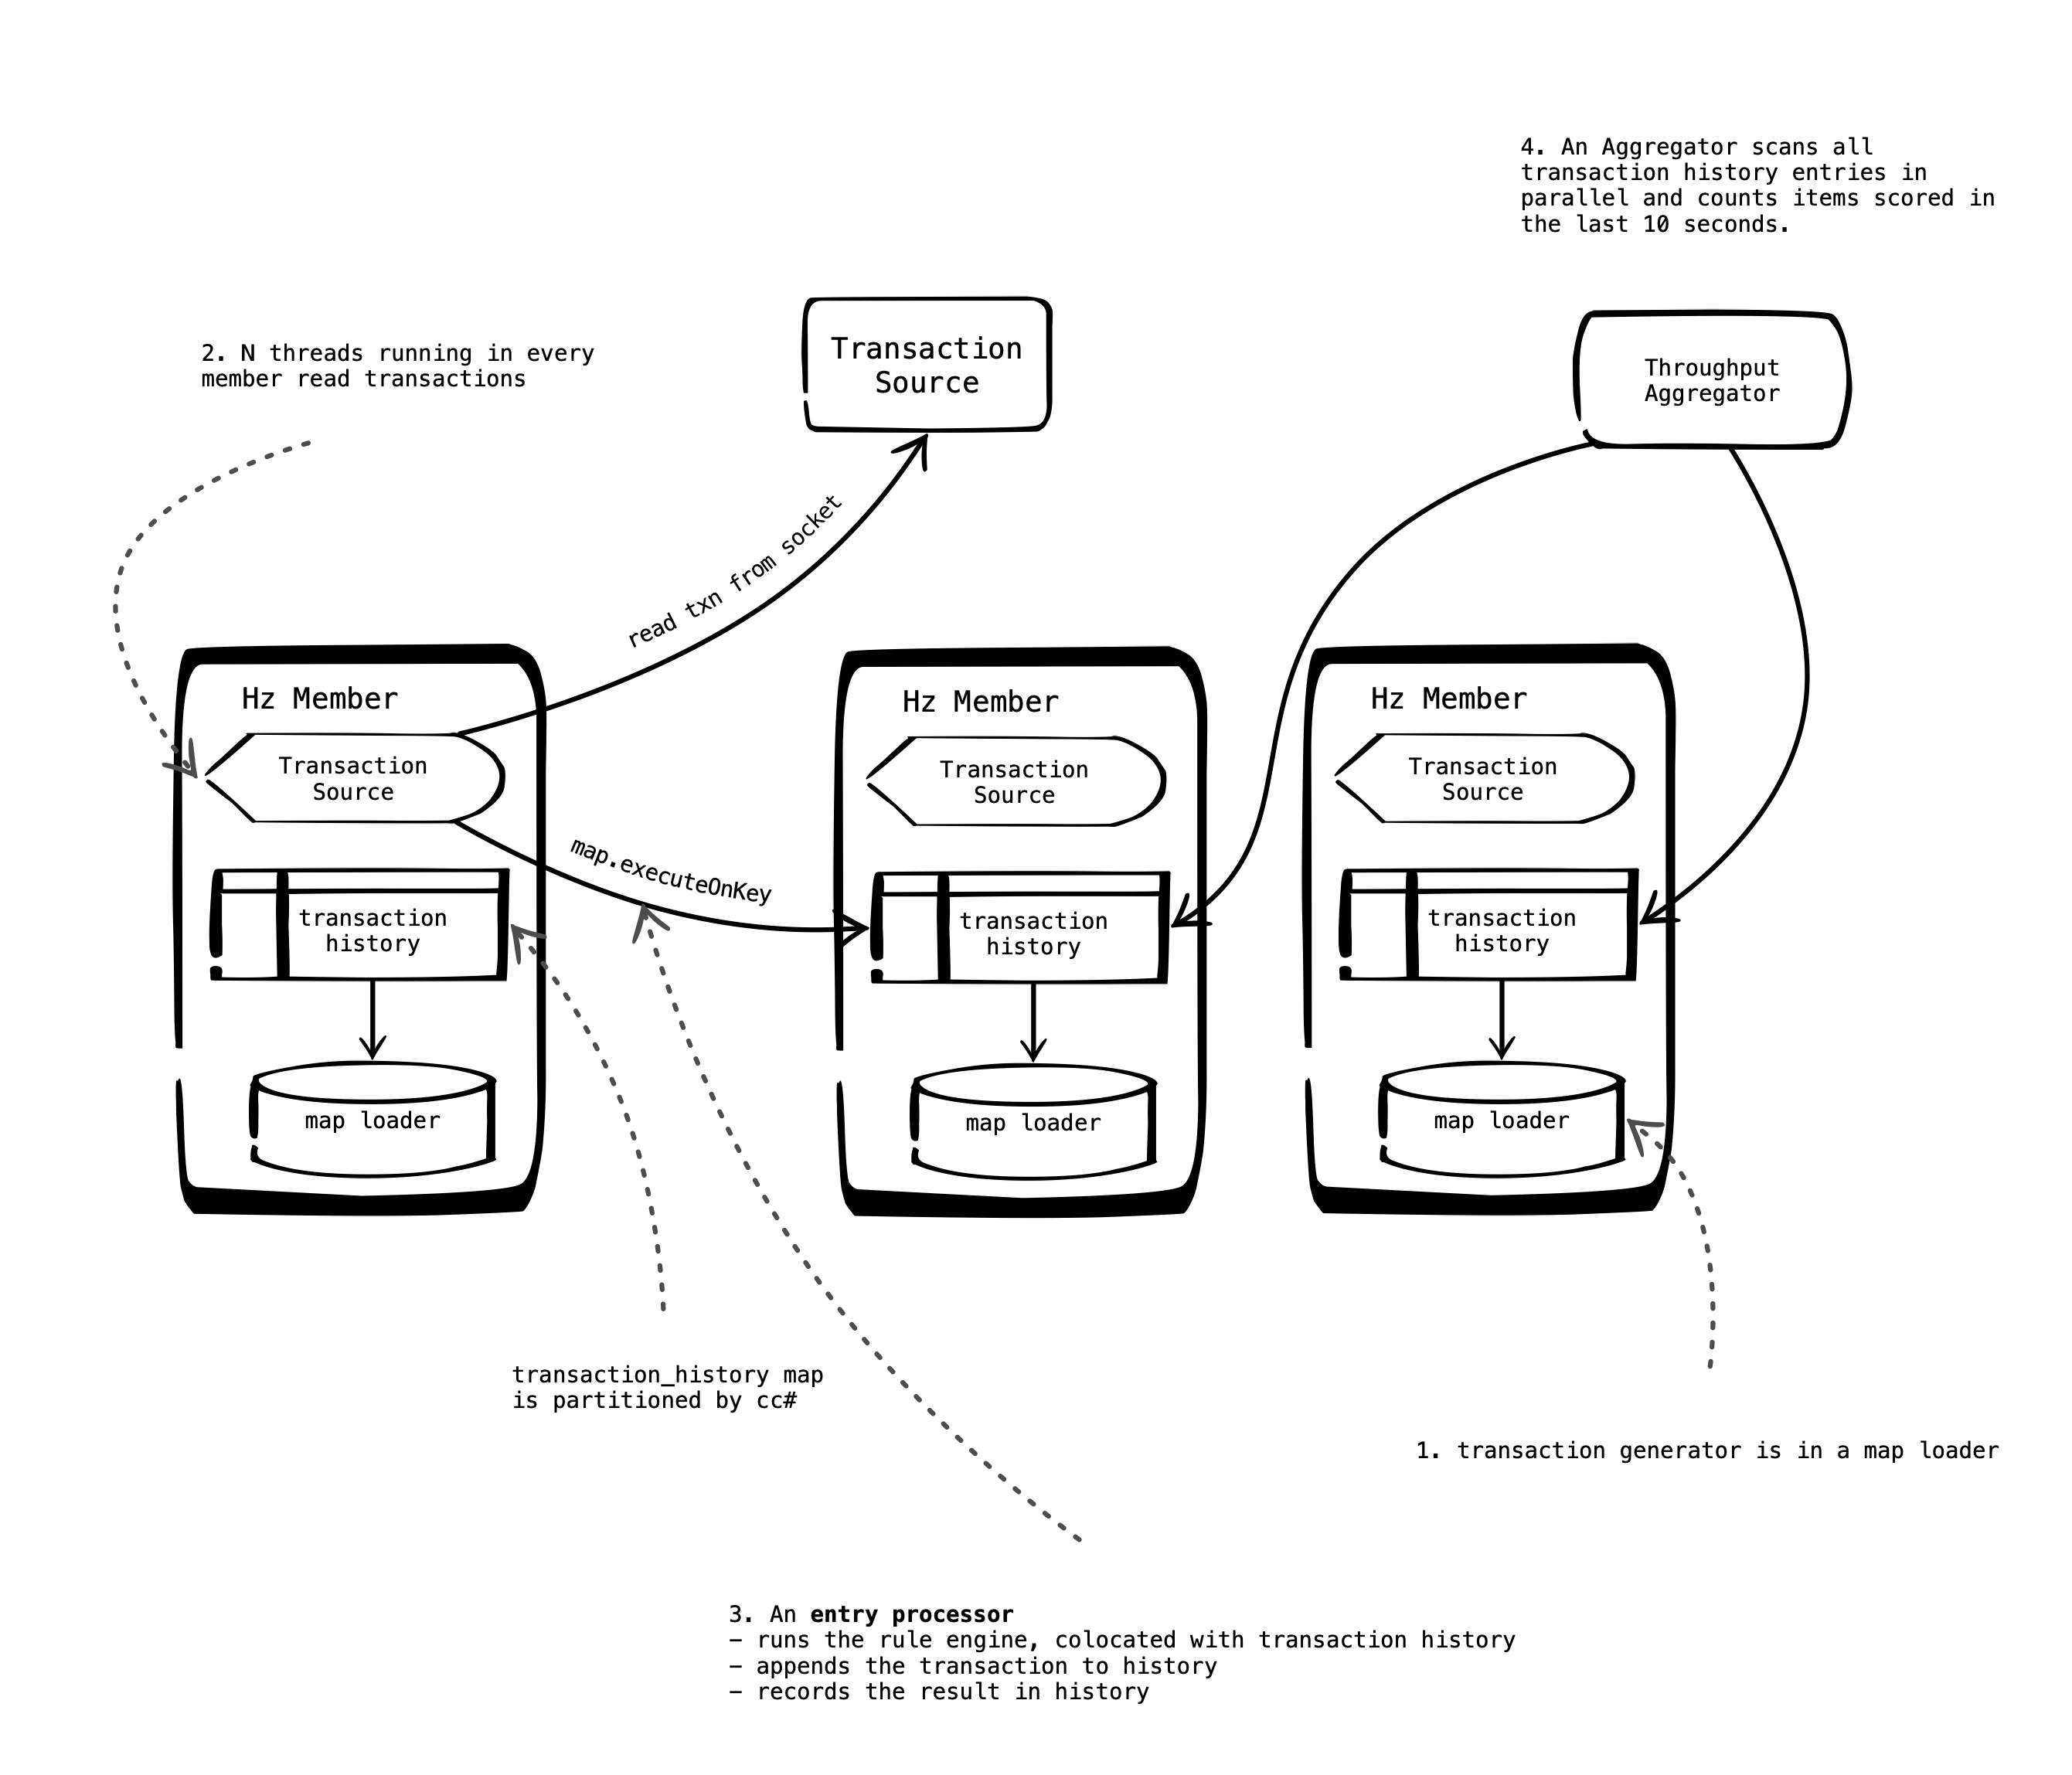 4. An Aggregator scans all
transaction history entries in
parallel and counts items scored in
the last 10 seconds.
2. N threads running in every
member read transactions
Transaction
Source
Throughput
Aggregator
read txn from socket
Hz Member
Transaction
Source
map.executeOnKey
transaction
history
map loader
Hz Member
Transaction
Source
transaction
history
map loader
Hz Member
Transaction
Source
transaction
history
map loader
transaction_history map
is partitioned by cc#
1. transaction generator is in a map loader
3. An entry processor
– runs the rule engine, colocated with transaction history
– appends the transaction to history
– records the result in history